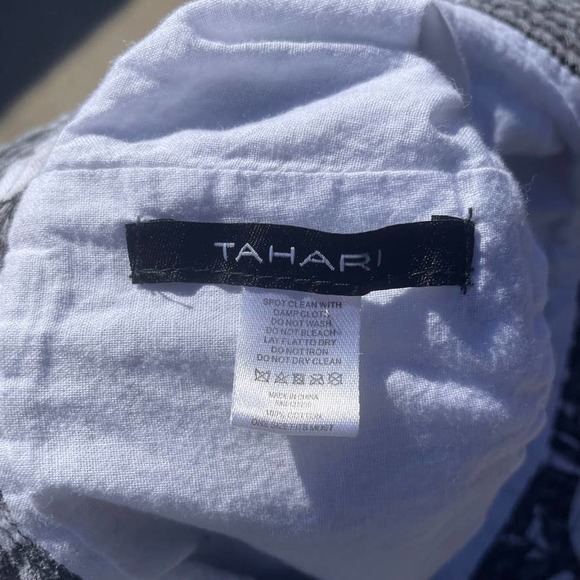 TAHARI
SPOT CLEAN WITH
DAMP CLOTH
DO NOT WASH
DO NOT BLEACH
LAY FLAT TO DRY
DO NOT IRON
DO NOT DRY CLEAN
MADE IN CHINA
100% COTTON
ONE SIZE FITS MOST